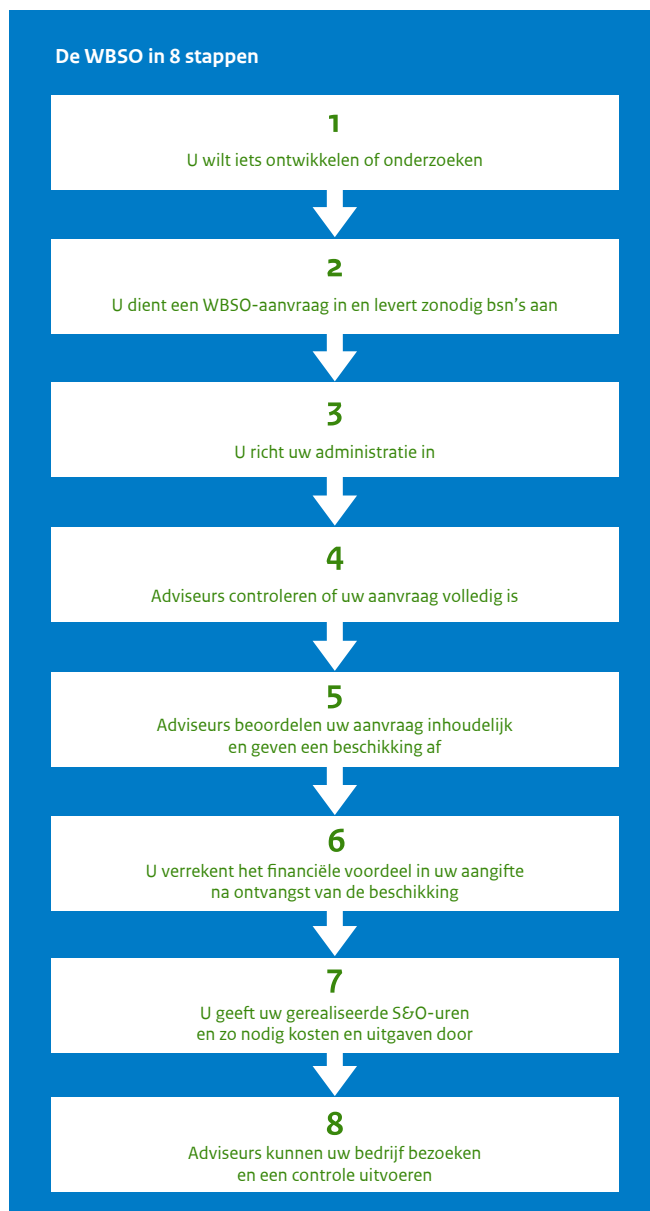 De WBSO in 8 stappen
1
U wilt iets ontwikkelen of onderzoeken
2
U dient een WBSO-aanvraag in en levert zonodig bsn’s aan
3
U richt uw administratie in
4
Adviseurs controleren of uw aanvraag volledig is
5
Adviseurs beoordelen uw aanvraag inhoudelijk
en geven een beschikking af
6
U verrekent het financiële voordeel in uw aangifte
na ontvangst van de beschikking
7
U geeft uw gerealiseerde S&O-uren
en zo nodig kosten en uitgaven door
8
Adviseurs kunnen uw bedrijf bezoeken
en een controle uitvoeren